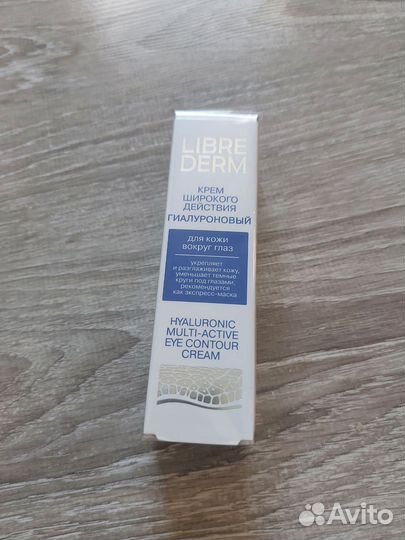 LIBRE
DERM
КРЕМ
ШИРОКОГО
ДЕЙСТВИЯ
ГИАЛУРОНОВЫЙ
для кожи
вокруг глаз
укрепляет
и разглаживает кожу,
уменьшает темные
круги под глазами,
рекомендуется
как экспресс-маска
HYALURONIC
MULTI-ACTIVE
EYE CONTOUR
CREAM
Avito